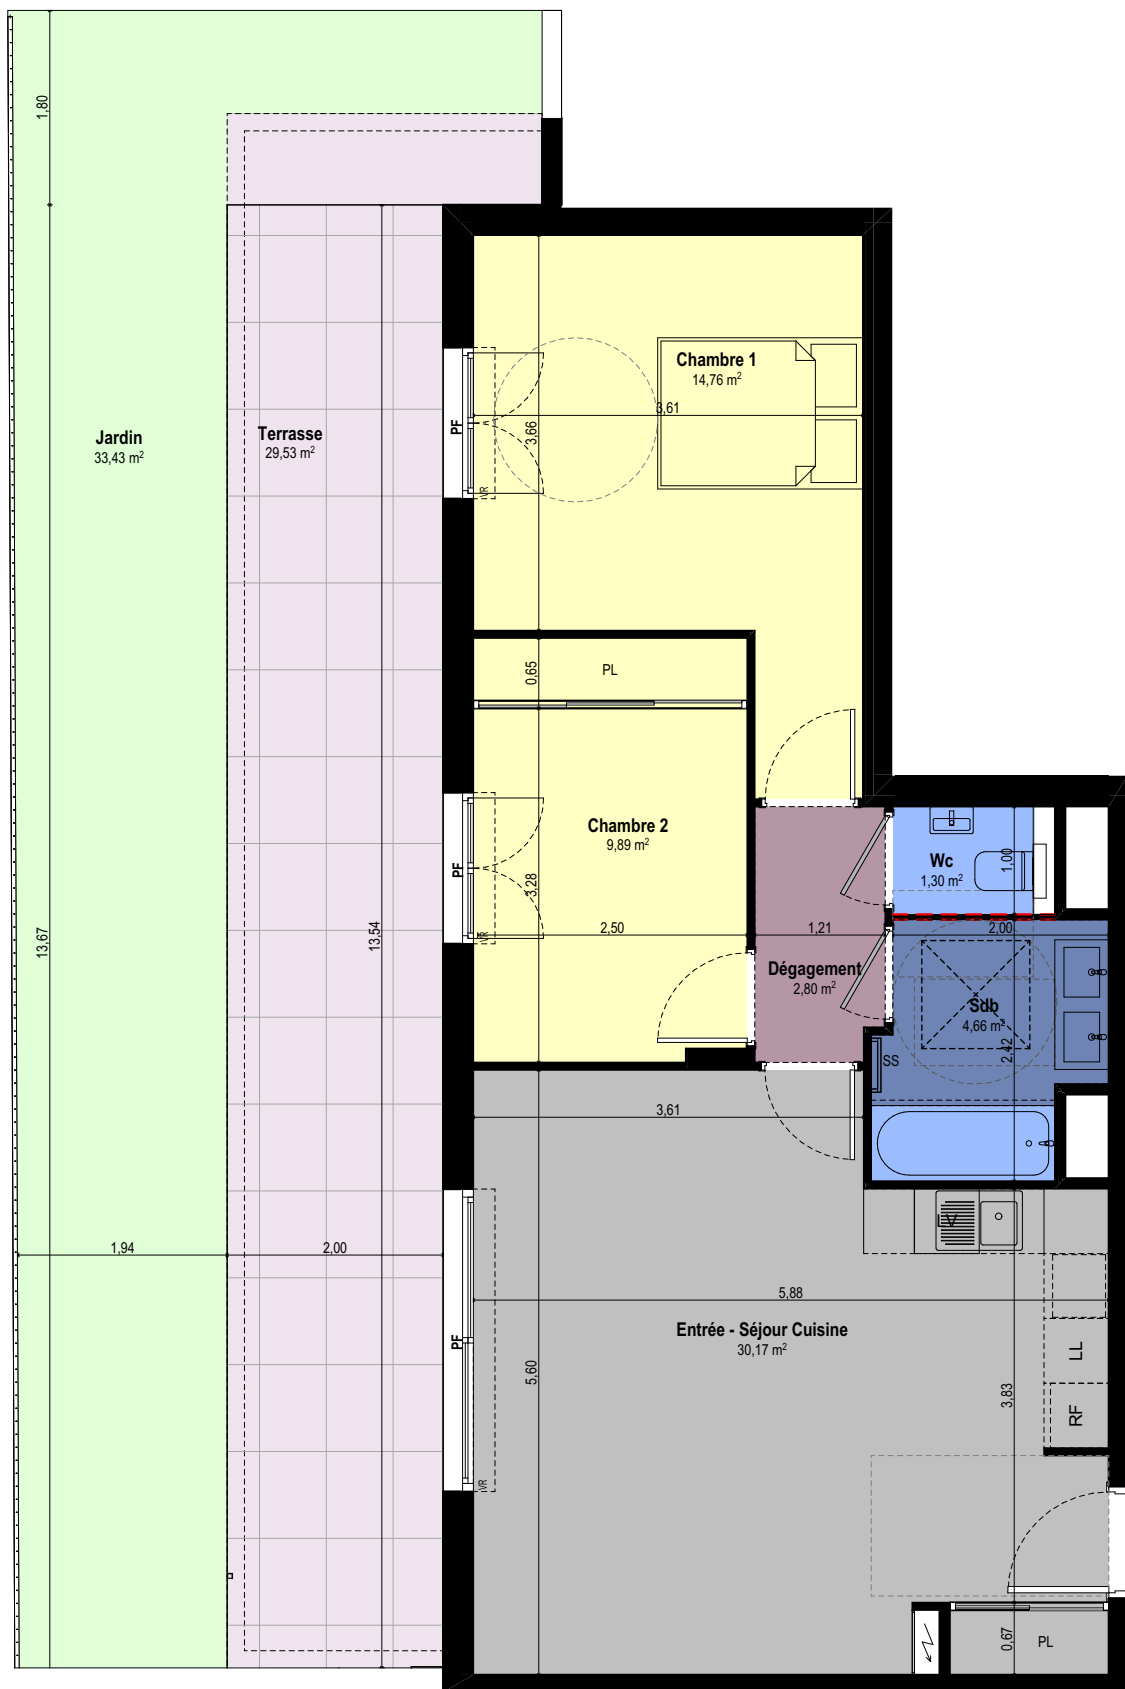 1,80
Chambre 1
14,76 m²
3,61
3,66
PF
VR
Jardin
33,43 m²
Terrasse
29,53 m²
0,65
PL
Chambre 2
9,89 m²
3,28
PF
VR
2,50
Wc
1,30 m²
1,00
1,21
2,00
Dégagement
2,80 m²
Sdb
4,66 m²
2,42
SS
13,67
13,54
3,61
LV
1,94
2,00
5,88
Entrée - Séjour Cuisine
30,17 m²
PF
VR
5,60
3,83
LL
RF
0,67
PL